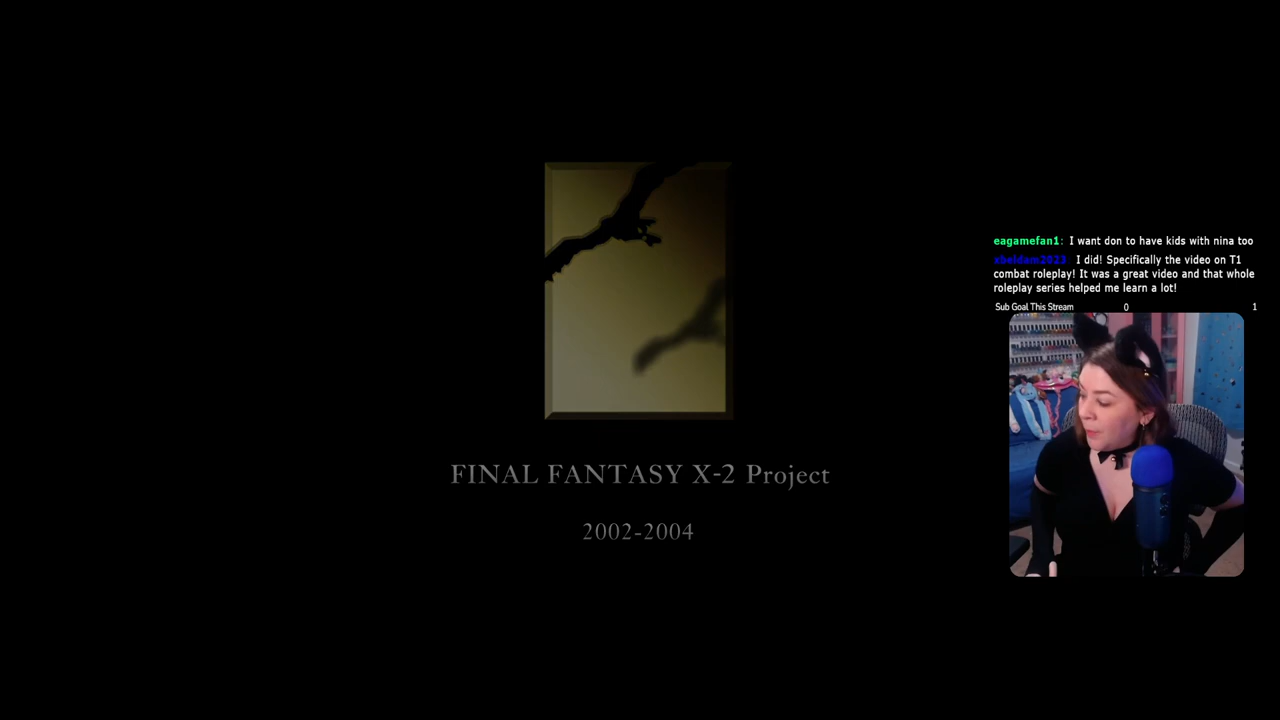 eagamefan1: I want don to have kids with nina too
xbeldam2023: I did! Specifically the video on T1
combat roleplay! It was a great video and that whole
roleplay series helped me learn a lot!
Sub Goal This Stream 0 1
FINAL FANTASY X-2 Project
2002-2004